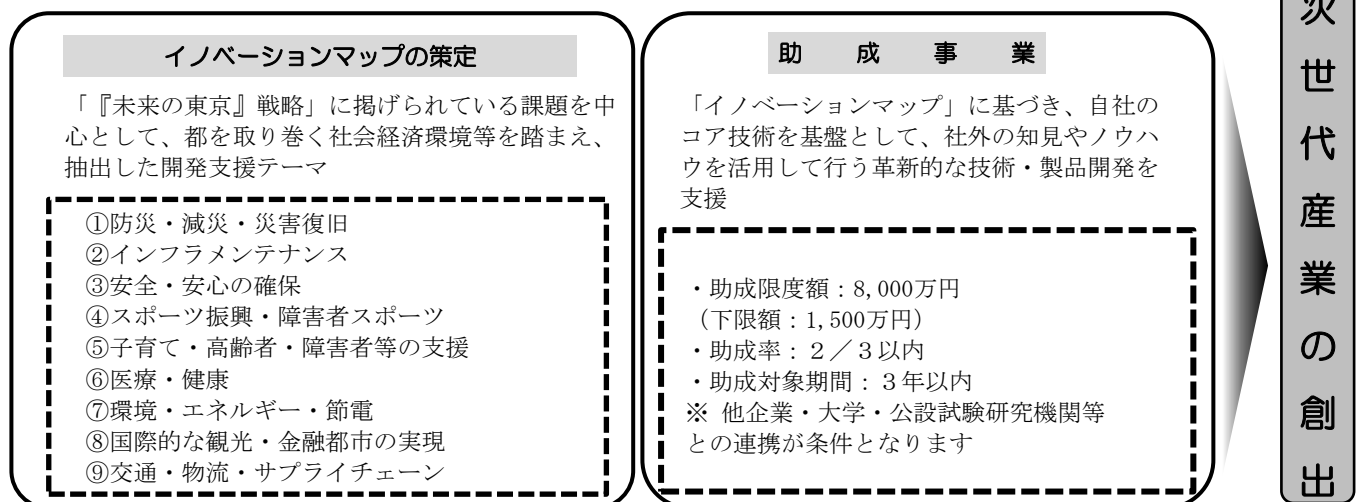 イノベーションマップの策定
「『未来の東京』戦略」に掲げられている課題を中
心として、都を取り巻く社会経済環境等を踏まえ、
抽出した開発支援テーマ
①防災・減災・災害復旧
②インフラメンテナンス
③安全・安心の確保
④スポーツ振興・障害者スポーツ
⑤子育て・高齢者・障害者等の支援
⑥医療・健康
⑦環境・エネルギー・節電
⑧国際的な観光・金融都市の実現
⑨交通・物流・サプライチェーン
助成事業
「イノベーションマップ」に基づき、自社の
コア技術を基盤として、社外の知見やノウハ
ウを活用して行う革新的な技術・製品開発を
支援
・助成限度額：8,000万円
（下限額：1,500万円）
・助成率：２／３以内
・助成対象期間：３年以内
※ 他企業・大学・公設試験研究機関等
との連携が条件となります
次世代産業の創出